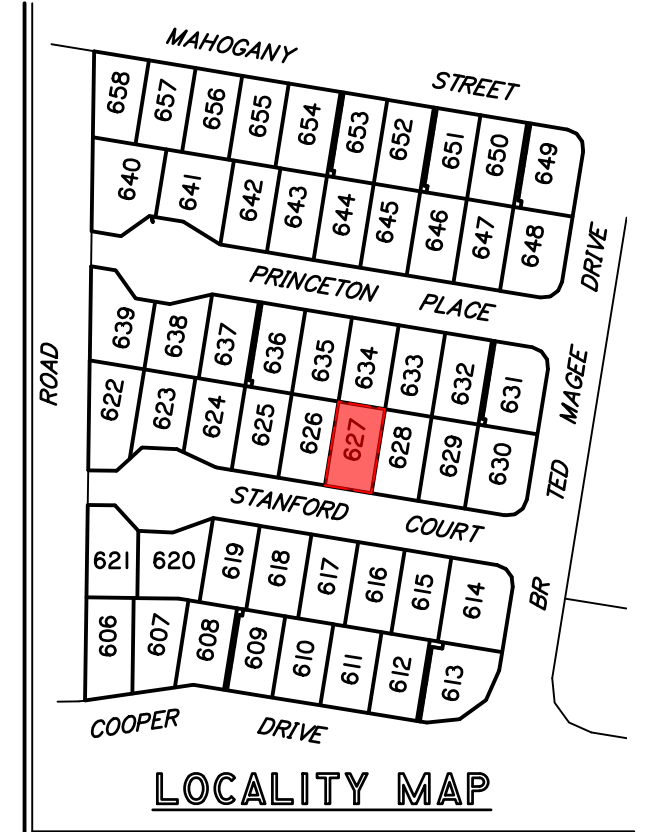 MAHOGANY STREET
658 657 656 655 654 653 652 651 650 649
640 641 642 643 644 645 646 647 648
PRINCETON PLACE
DRIVE
639 638 637 636 635 634 633 632 631
ROAD
TED MAGEE
622 623 624 625 626 627 628 629 630
STANFORD COURT
621 620 619 618 617 616 615 614
BR
606 607 608 609 610 611 612 613
COOPER DRIVE
LOCALITY MAP